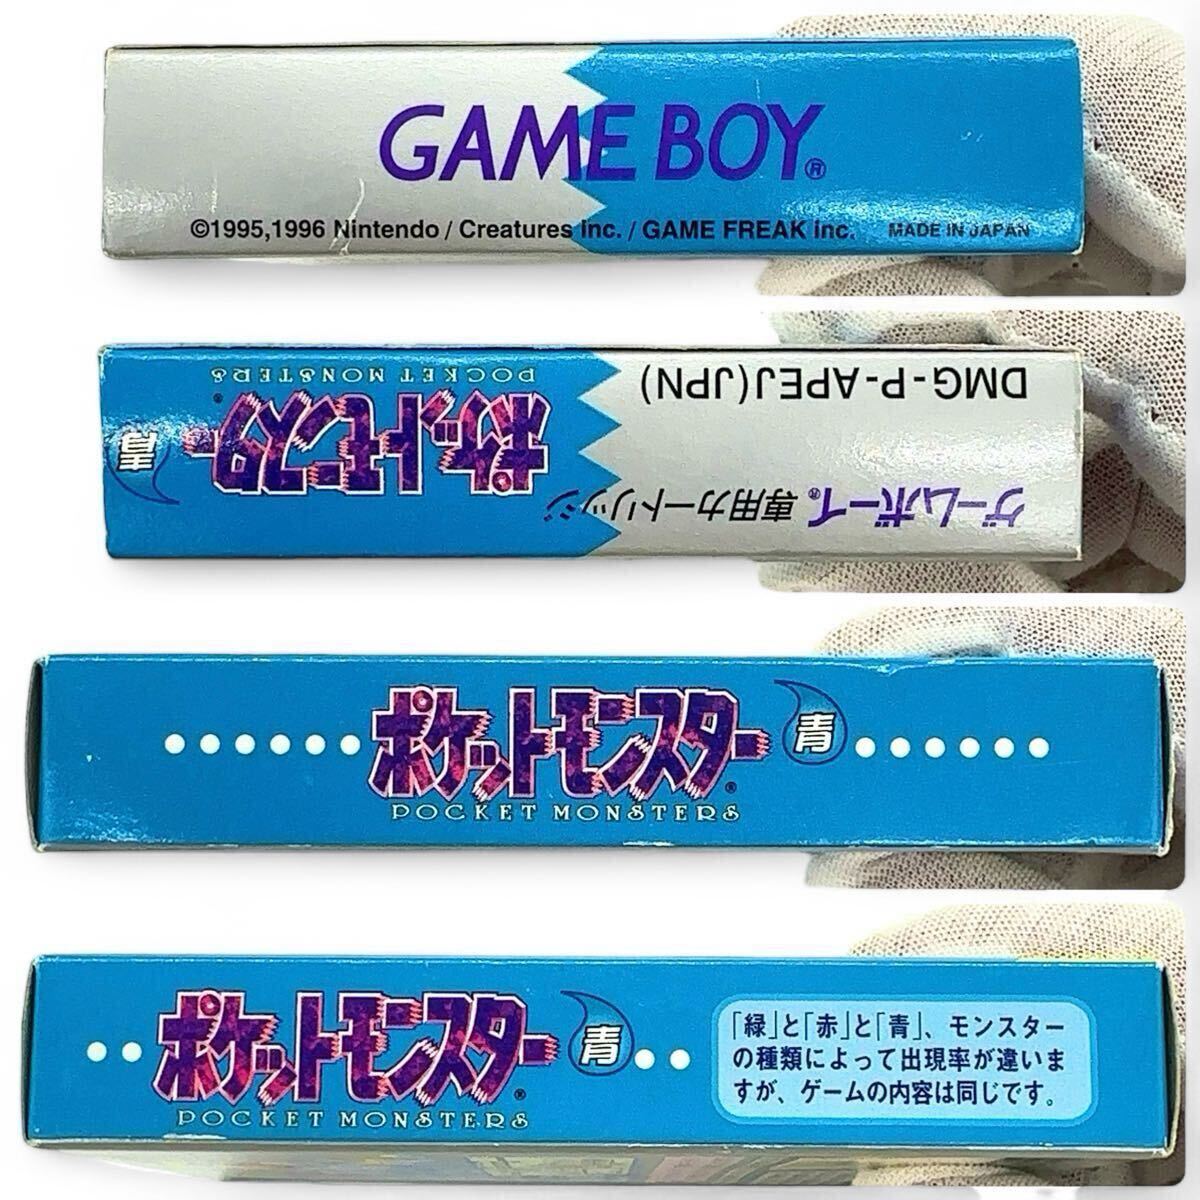 GAME BOY®
©1995,1996 Nintendo / Creatures inc. / GAME FREAK inc. MADE IN JAPAN
DMG-P-APEJ(JPN)
ゲームボーイ®専用カートリッジ
ポケットモンスター® 青
POCKET MONSTERS
ポケットモンスター® 青
POCKET MONSTERS
ポケットモンスター® 青
POCKET MONSTERS
「緑」と「赤」と「青」、モンスター
の種類によって出現率が違いま
すが、ゲームの内容は同じです。